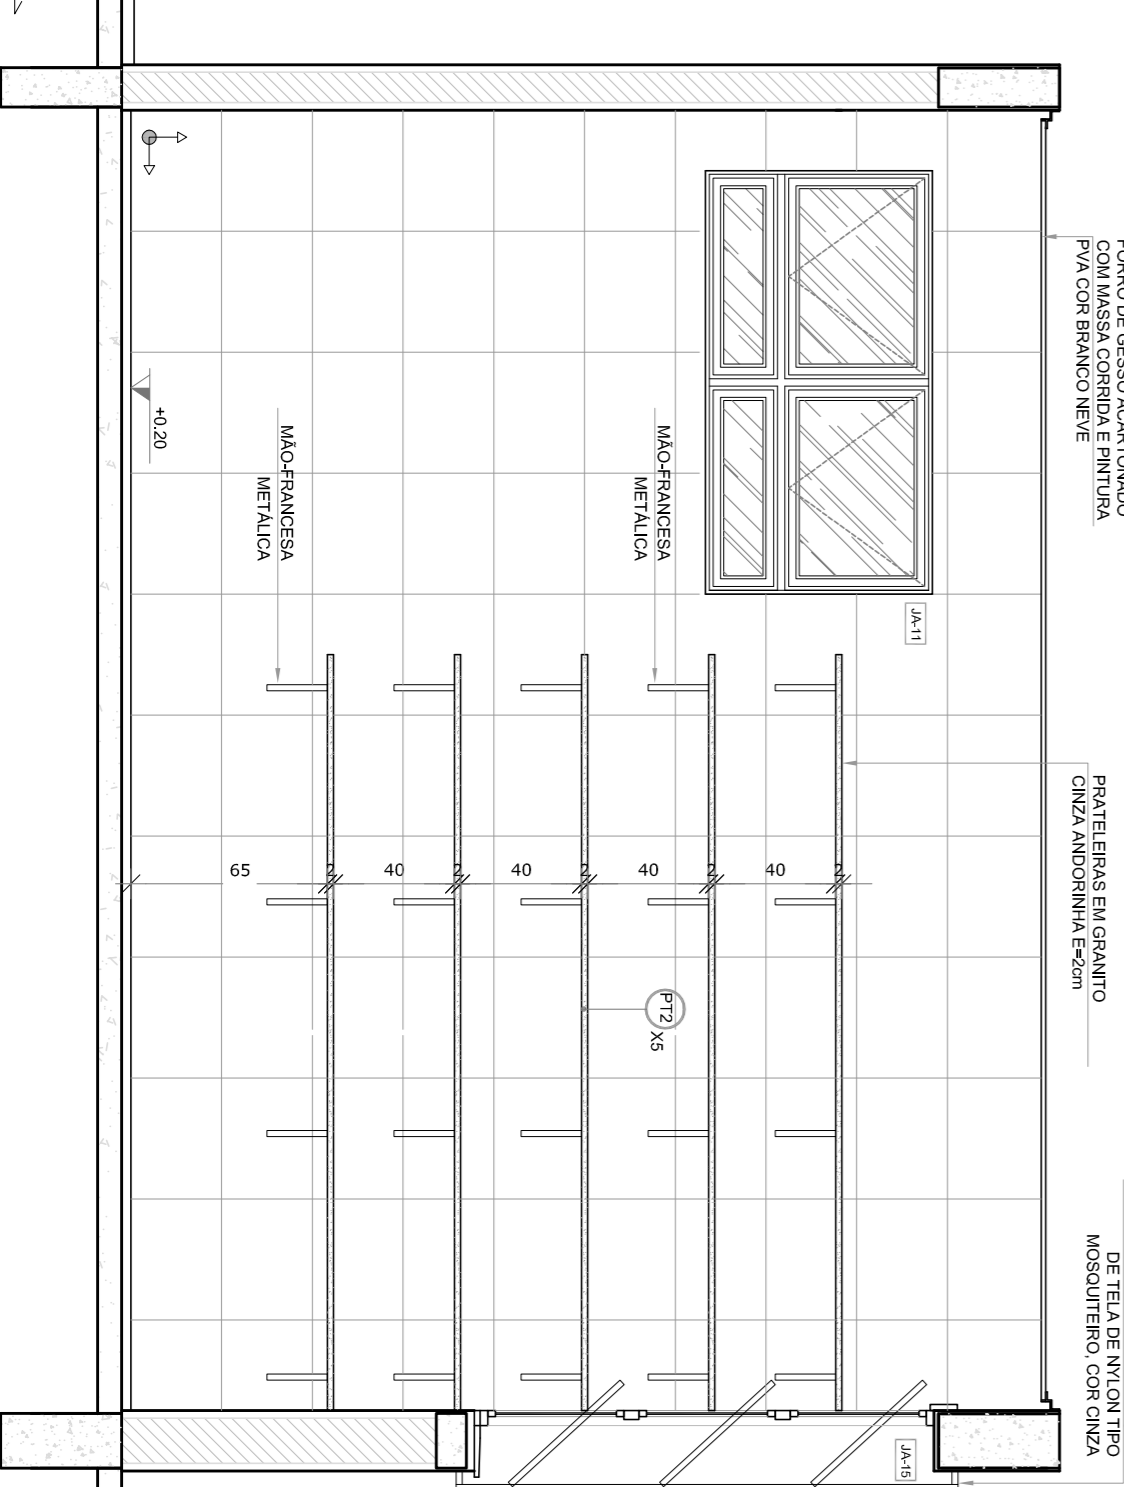 FORRO DE GESSO ACARTONADO
COM MASSA CORRIDA E PINTURA
PVA COR BRANCO NEVE
PRATELEIRAS EM GRANITO
CINZA ANDORINHA E=2cm
DE TELA DE NYLON TIPO
MOSQUITEIRO, COR CINZA
JA-11
JA-15
MÃO-FRANCESA
METÁLICA
MÃO-FRANCESA
METÁLICA
PT2
X5
2
40
2
40
2
40
2
40
2
65
+0.20